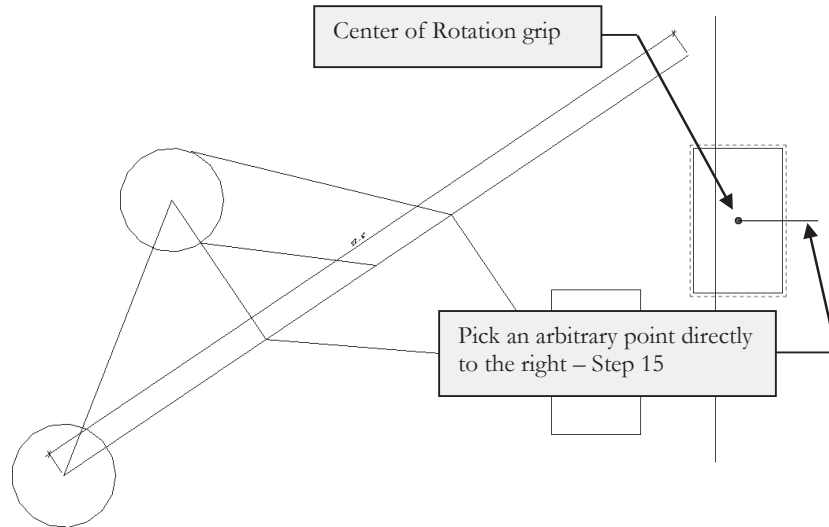 Center of Rotation grip
Pick an arbitrary point directly
to the right – Step 15